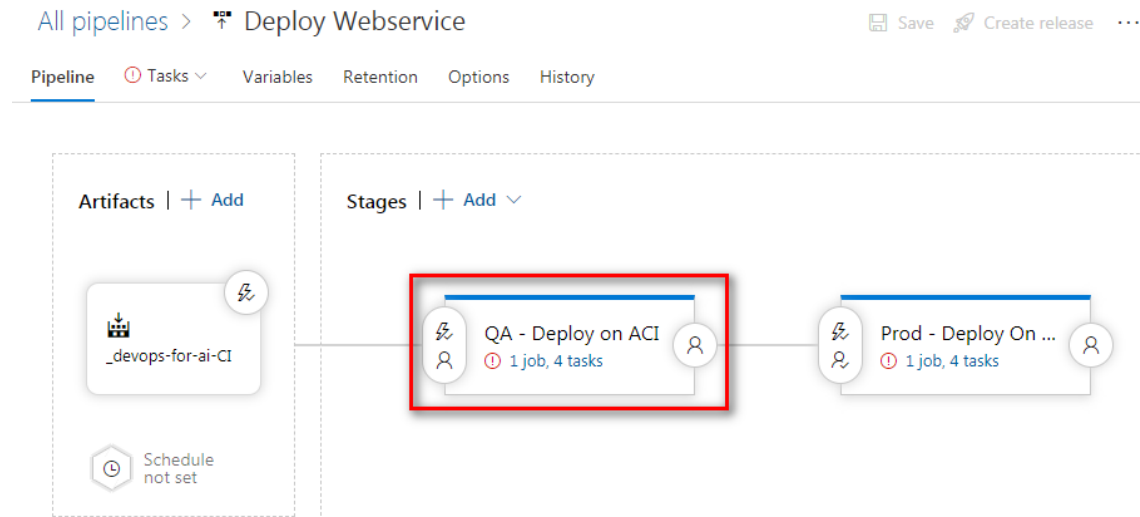 All pipelines > Deploy Webservice
Save Create release ...
Pipeline Tasks Variables Retention Options History
Artifacts | + Add
Stages | + Add
_devops-for-ai-CI
QA - Deploy on ACI
1 job, 4 tasks
Prod - Deploy On ...
1 job, 4 tasks
Schedule
not set